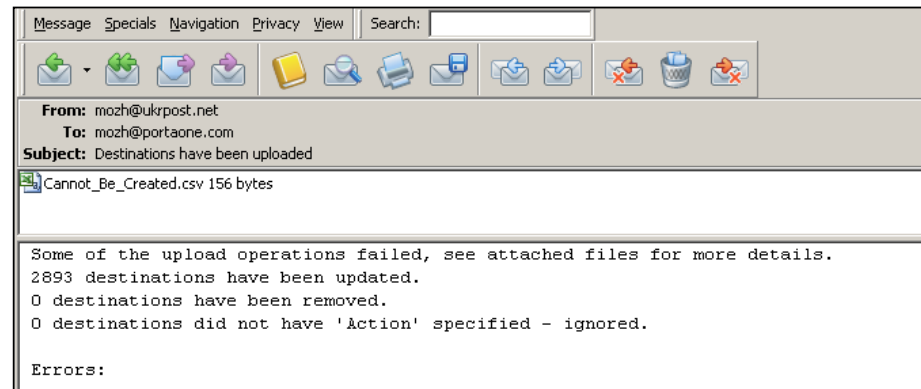 Message Specials Navigation Privacy View Search:
From: mozh@ukrpost.net
To: mozh@portaone.com
Subject: Destinations have been uploaded
Cannot_Be_Created.csv 156 bytes
Some of the upload operations failed, see attached files for more details.
2893 destinations have been updated.
0 destinations have been removed.
0 destinations did not have 'Action' specified - ignored.
Errors: